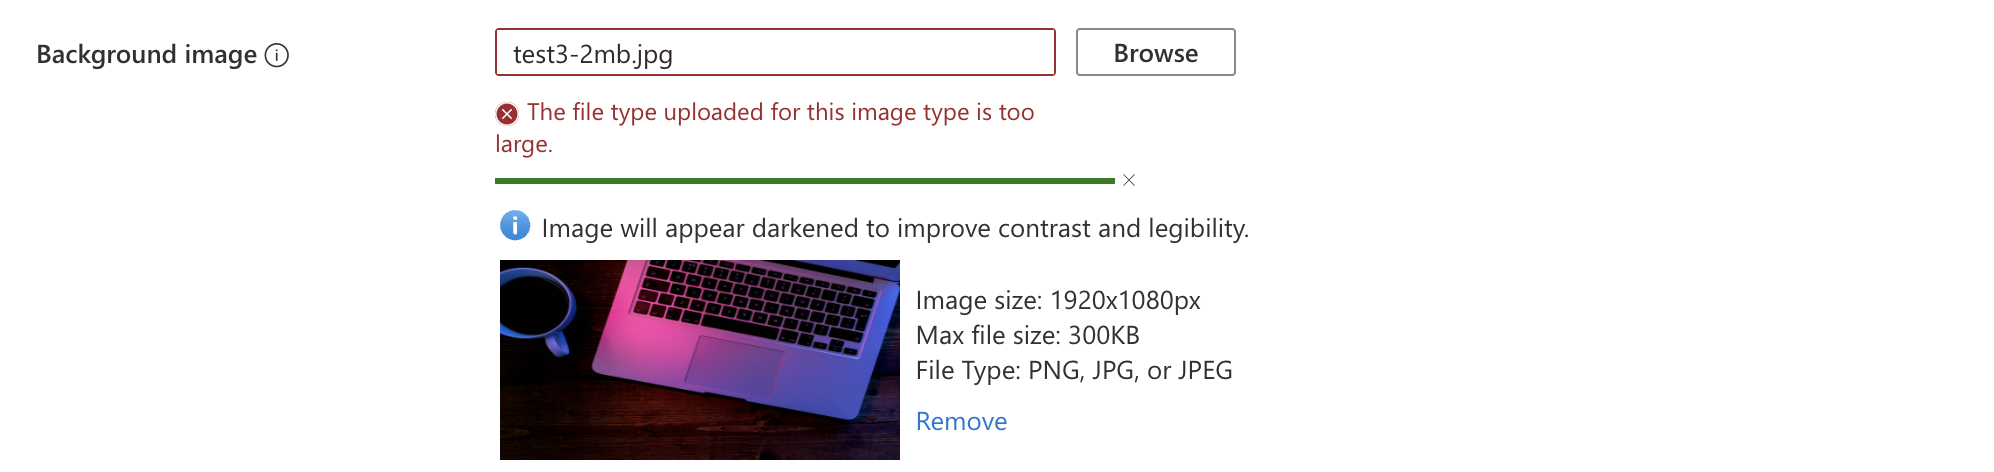 Background image
test3-2mb.jpg
Browse
The file type uploaded for this image type is too
large.
Image will appear darkened to improve contrast and legibility.
Image size: 1920x1080px
Max file size: 300KB
File Type: PNG, JPG, or JPEG
Remove